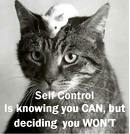 Self Control
Is knowing you CAN, but
deciding you WON'T